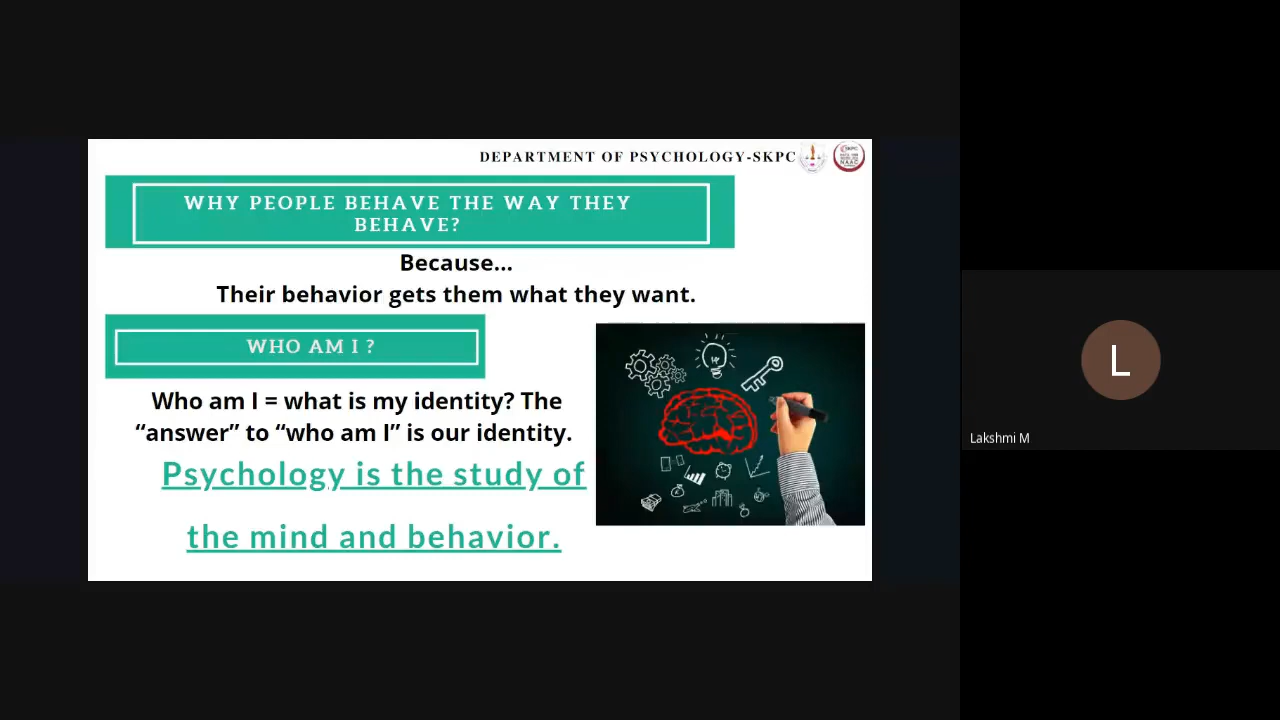 DEPARTMENT OF PSYCHOLOGY-SKPC
WHY PEOPLE BEHAVE THE WAY THEY
BEHAVE?
Because...
Their behavior gets them what they want.
WHO AM I ?
Who am I = what is my identity? The
“answer” to “who am I” is our identity.
Psychology is the study of
the mind and behavior.
L
Lakshmi M